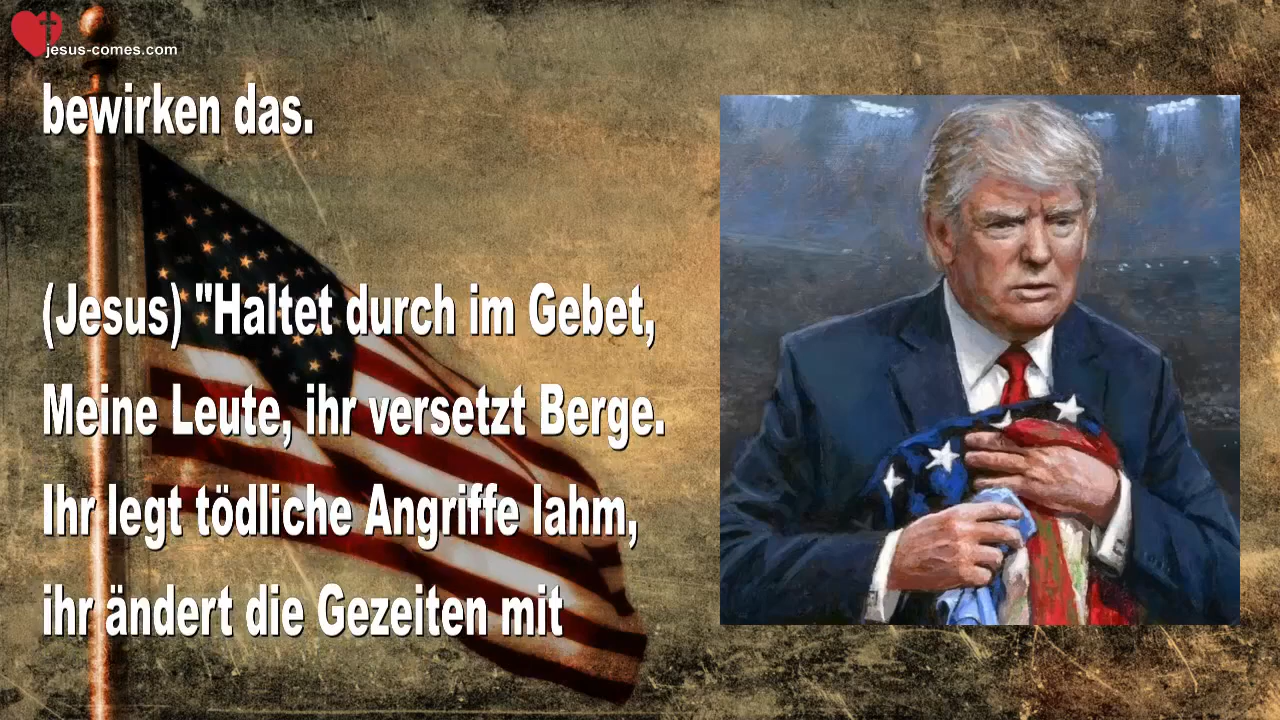 jesus-comes.com
bewirken das.
(Jesus) "Haltet durch im Gebet,
Meine Leute, ihr versetzt Berge.
Ihr legt tödliche Angriffe lahm,
ihr ändert die Gezeiten mit